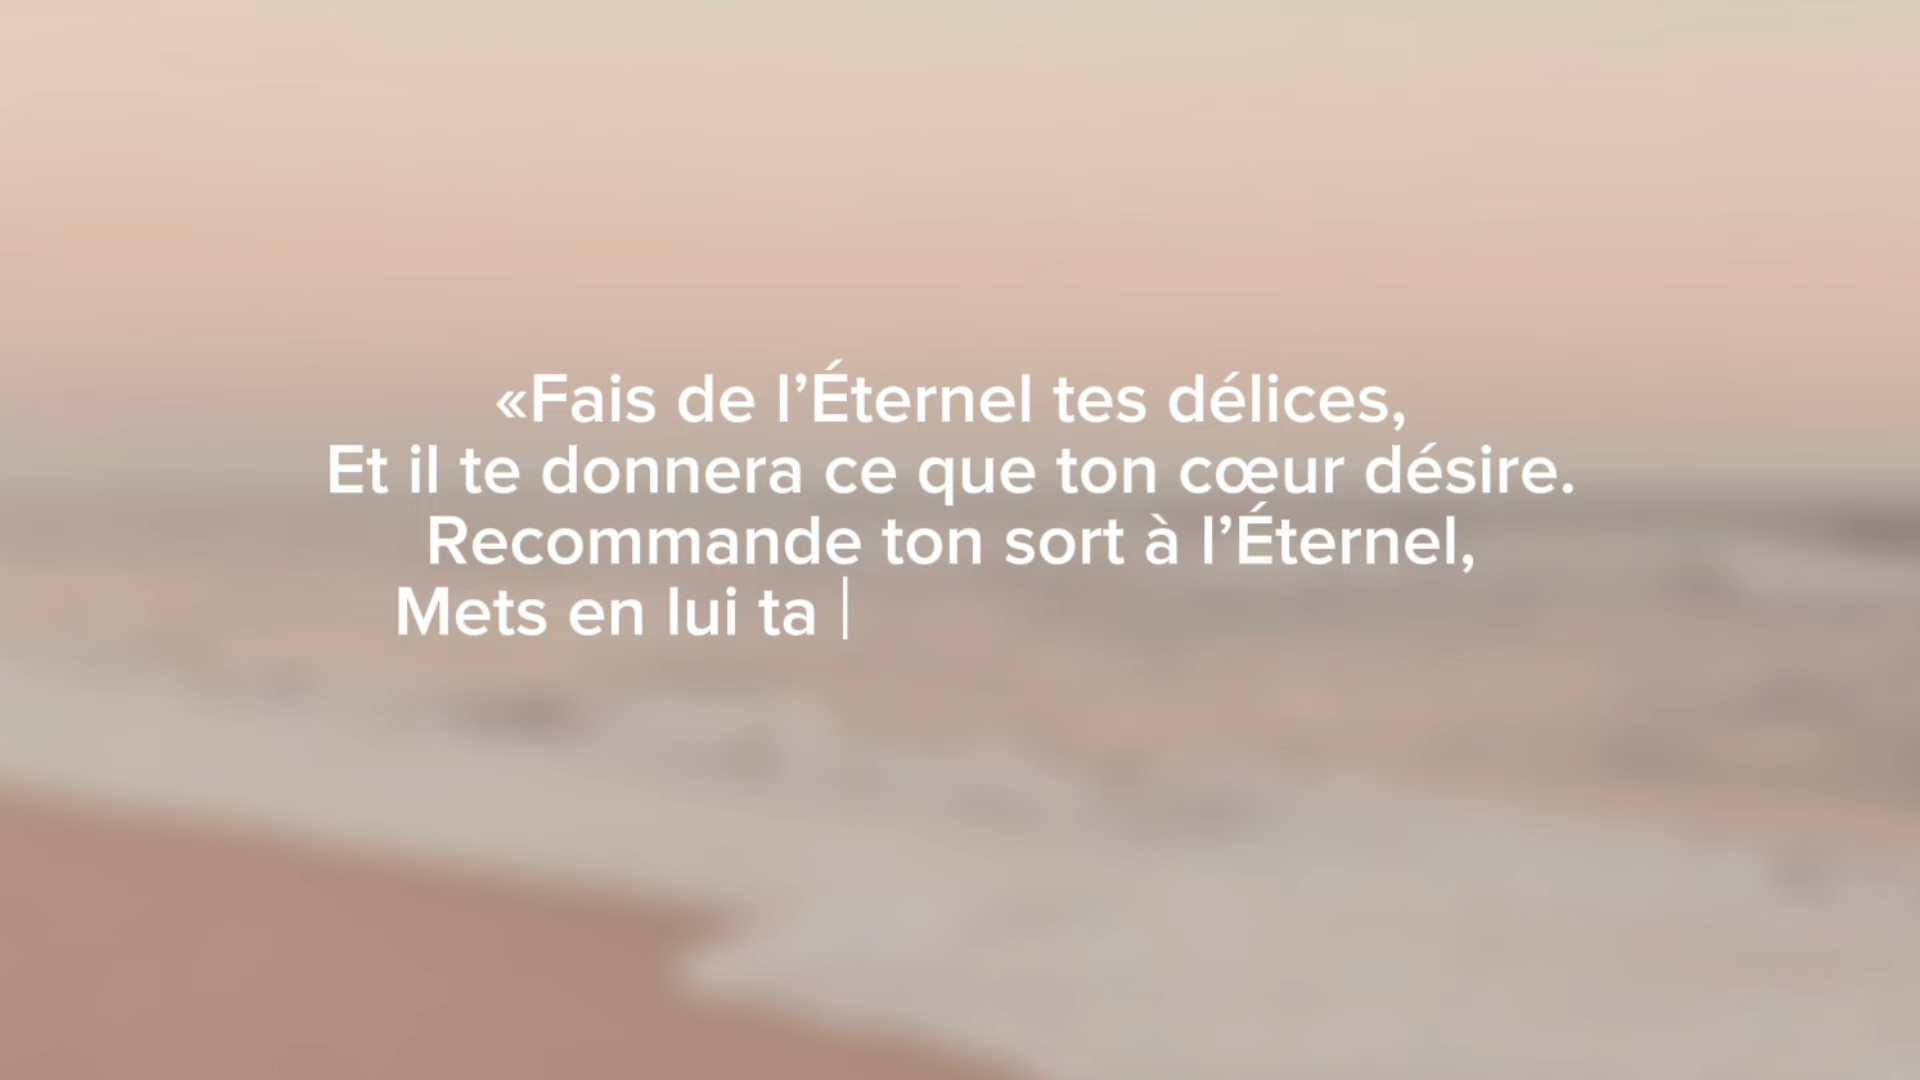 «Fais de l’Éternel tes délices,
Et il te donnera ce que ton cœur désire.
Recommande ton sort à l’Éternel,
Mets en lui ta